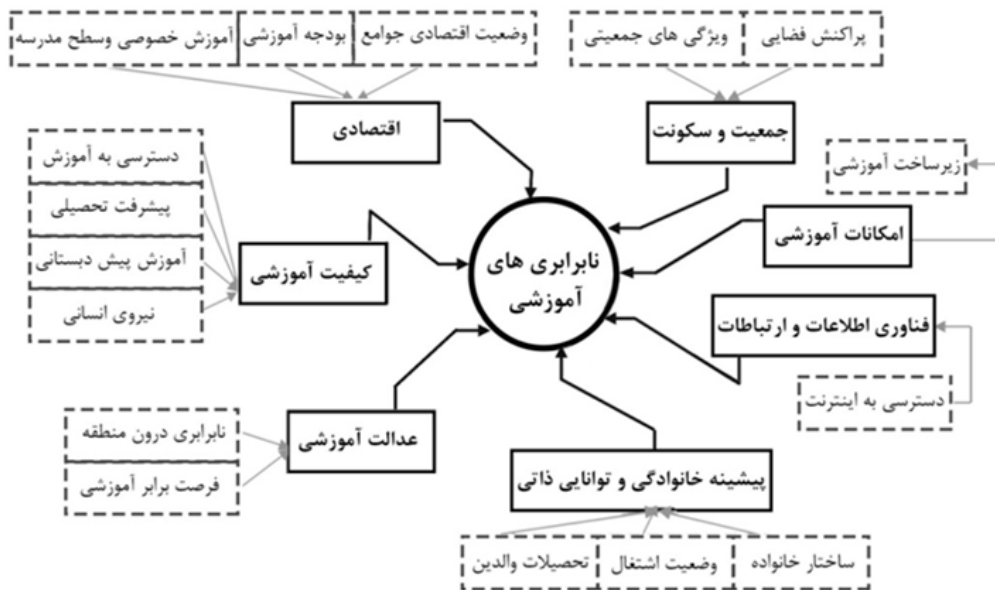 پراکنش فضایی
ویژگی های جمعیتی
وضعیت اقتصادی جوامع
بودجه آموزشی
آموزش خصوصی وسطح مدرسه
جمعیت و سکونت
اقتصادی
زیرساخت آموزشی
امکانات آموزشی
فناوری اطلاعات و ارتباطات
دسترسی به اینترنت
نابرابری های
آموزشی
دسترسی به آموزش
پیشرفت تحصیلی
آموزش پیش دبستانی
نیروی انسانی
کیفیت آموزشی
عدالت آموزشی
نابرابری درون منطقه
فرصت برابر آموزشی
پیشینه خانوادگی و توانایی ذاتی
ساختار خانواده
وضعیت اشتغال
تحصیلات والدین